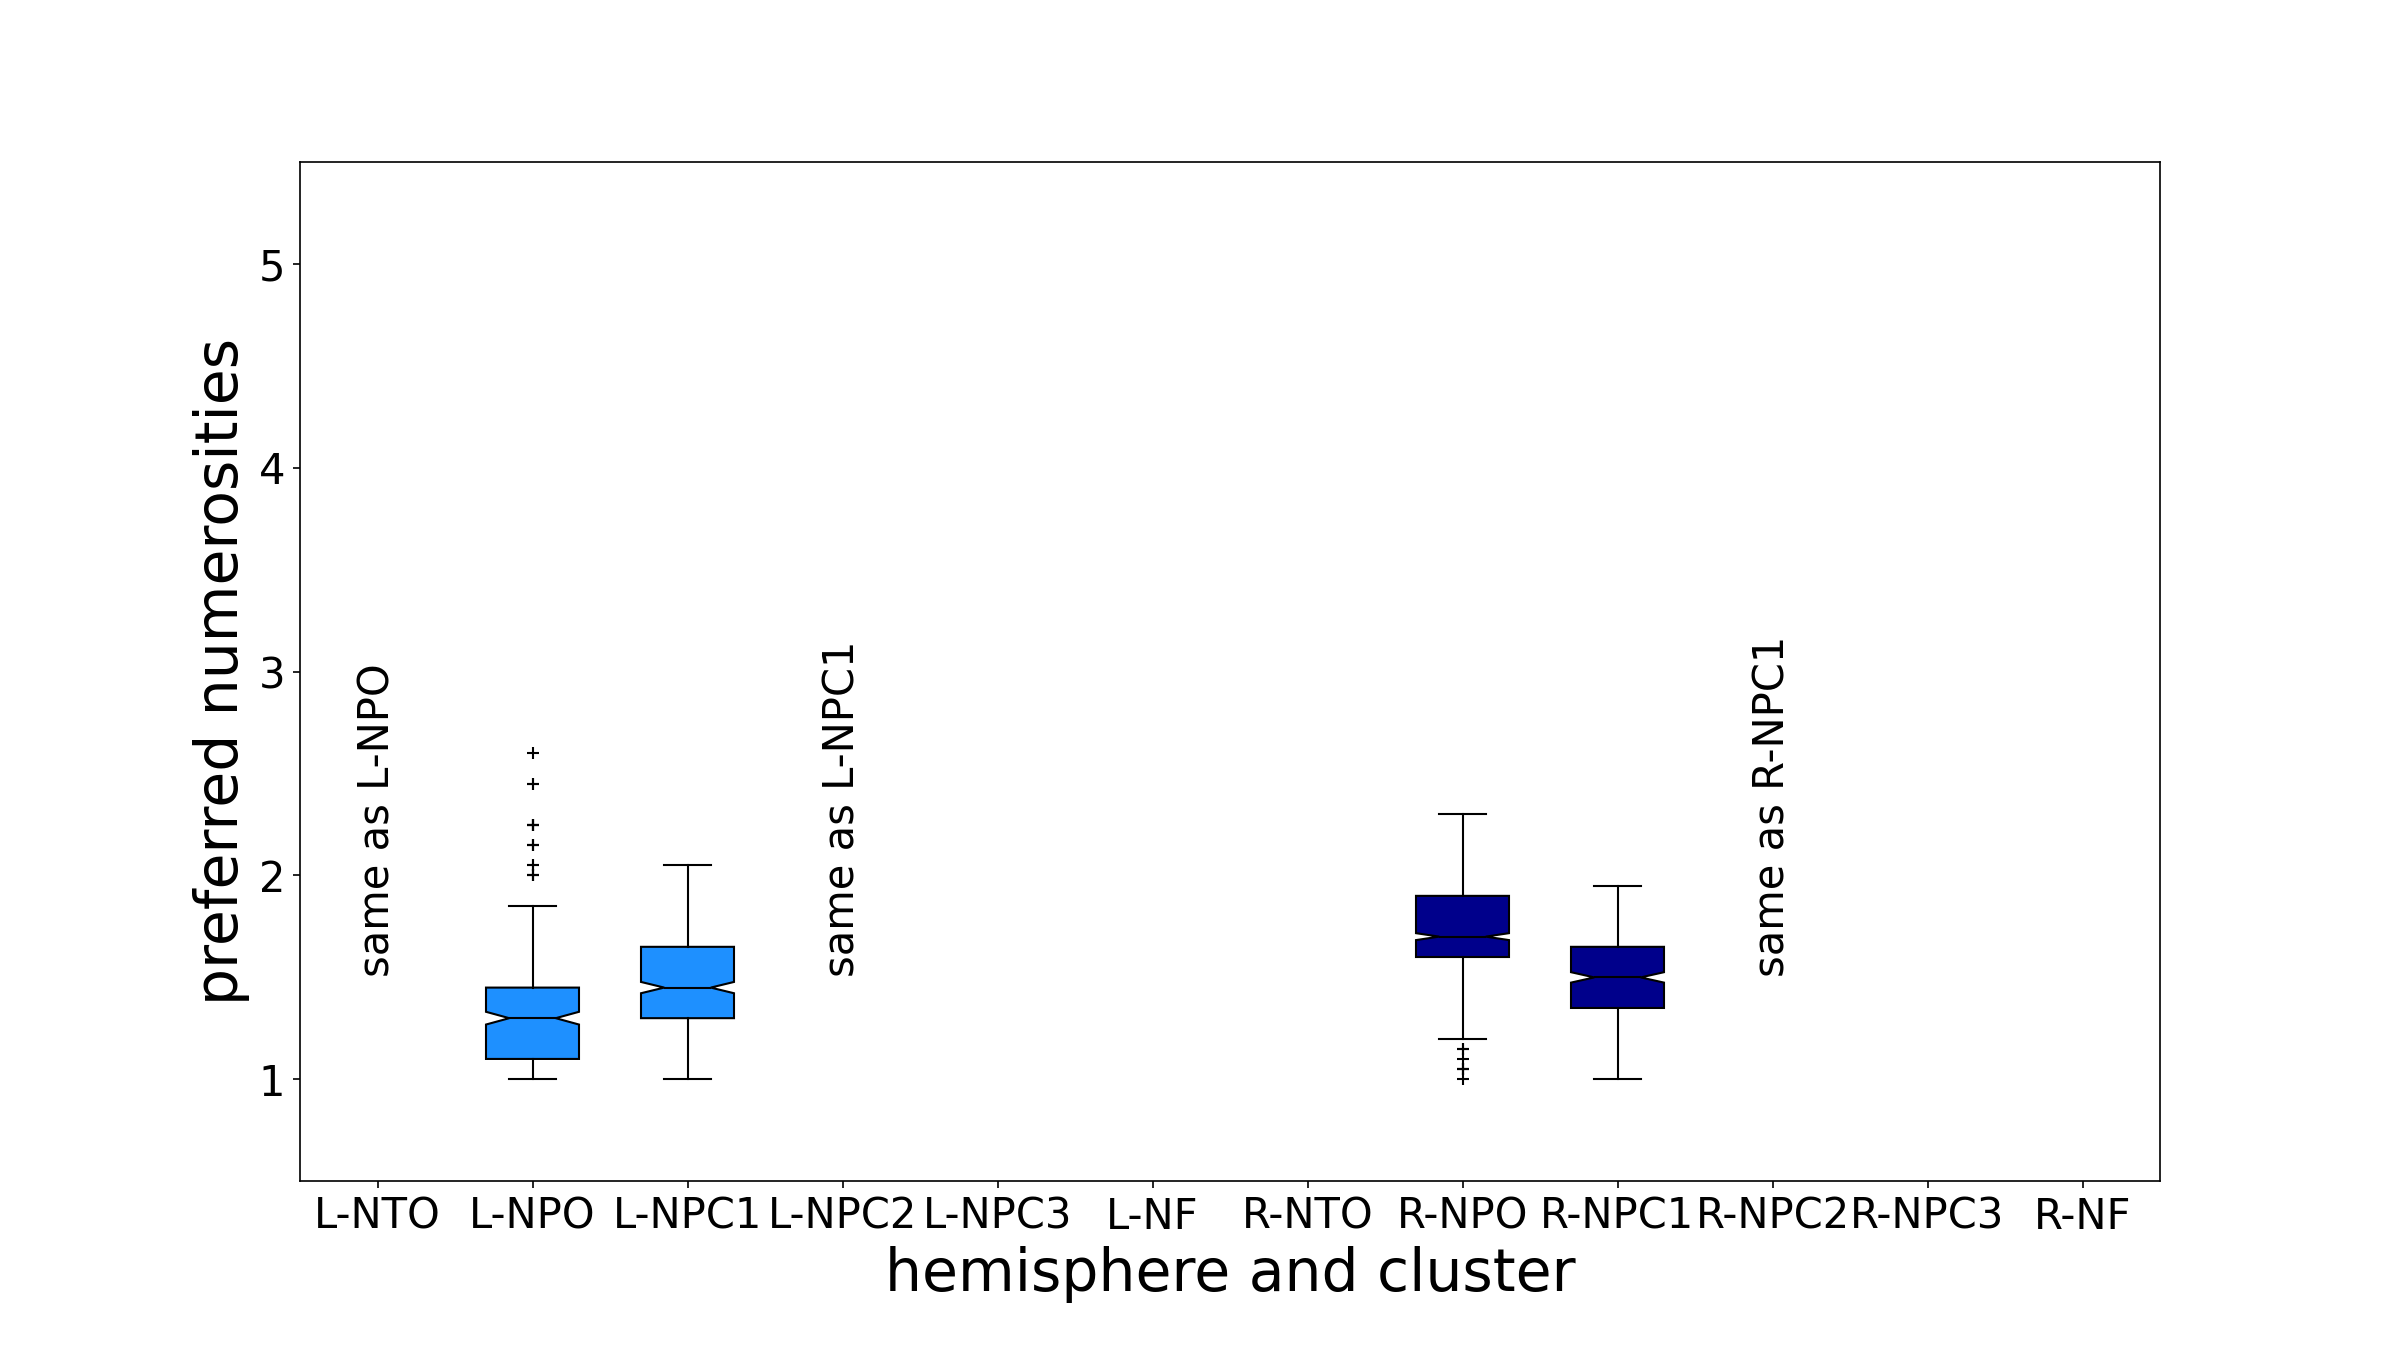 preferred numerosities
5
4
3
2
1
same as L-NPO
same as L-NPC1
same as R-NPC1
L-NTO L-NPO L-NPC1 L-NPC2 L-NPC3 L-NF R-NTO R-NPO R-NPC1 R-NPC2 R-NPC3 R-NF
hemisphere and cluster